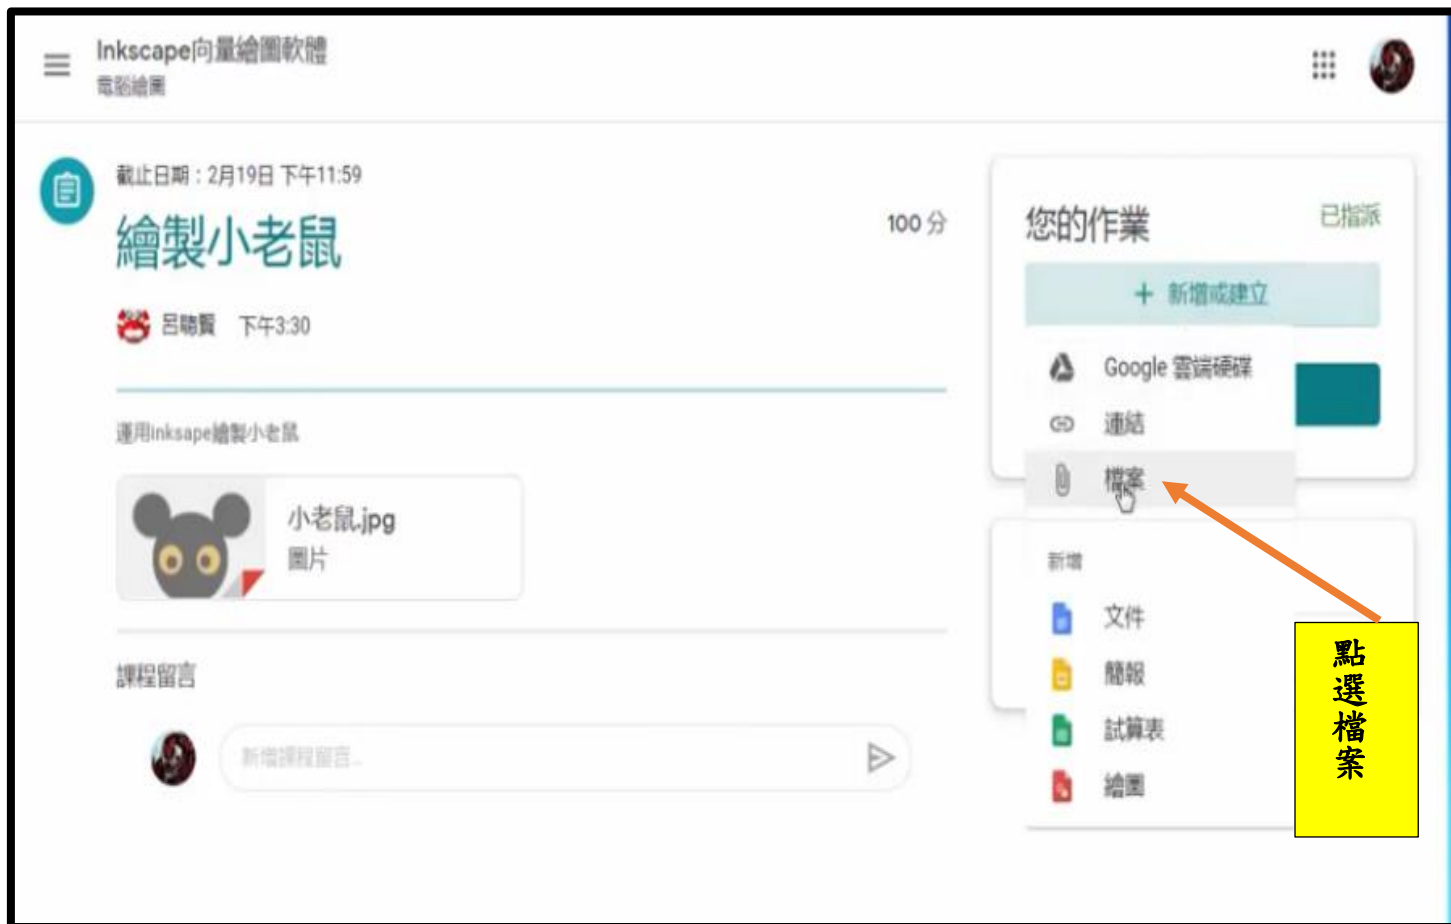 Inkscape向量繪圖軟體
電腦繪圖
截止日期：2月19日 下午11:59
繪製小老鼠
100 分
呂聰賢 下午3:30
運用inksape繪製小老鼠
小老鼠.jpg
圖片
課程留言
新增課程留言...
您的作業
已指派
+ 新增或建立
Google 雲端硬碟
連結
檔案
新增
文件
簡報
試算表
繪圖
點選檔案